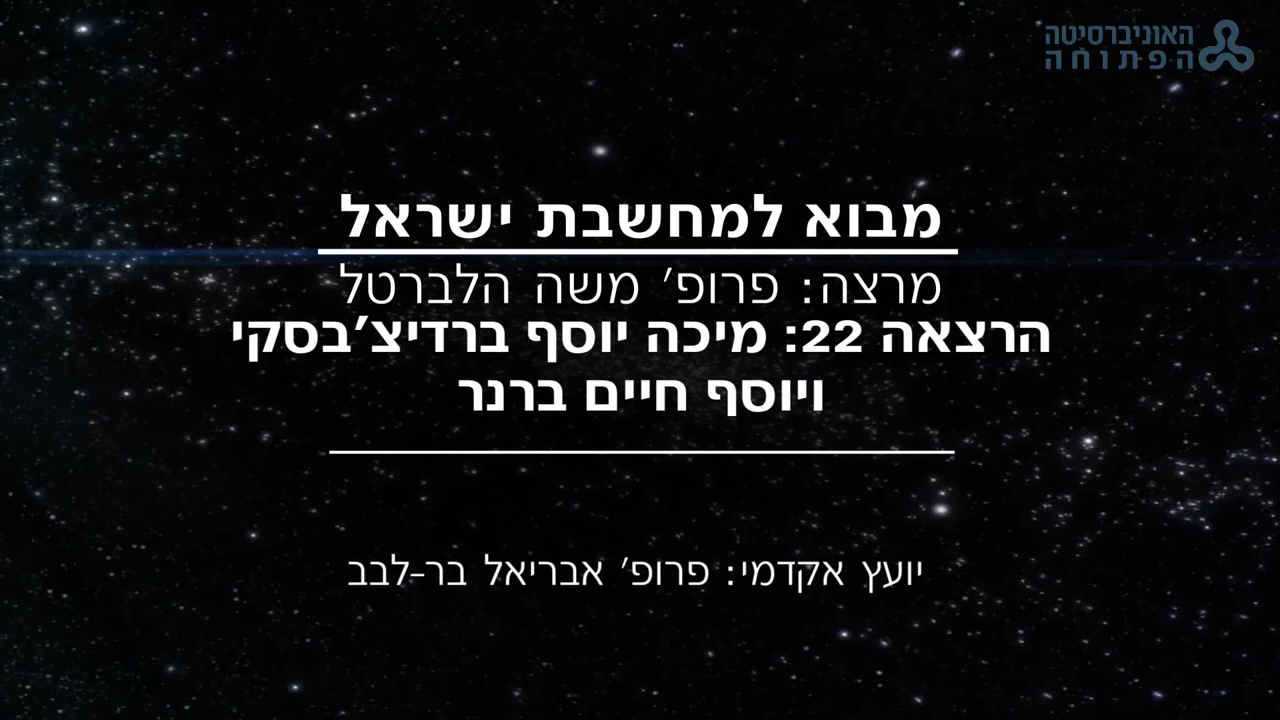 האוניברסיטה
הפתוחה
מבוא למחשבת ישראל
מרצה: פרופ׳ משה הלברטל
הרצאה 22: מיכה יוסף ברדיצ׳בסקי
ויוסף חיים ברנר
יועץ אקדמי: פרופ׳ אבריאל בר-לבב